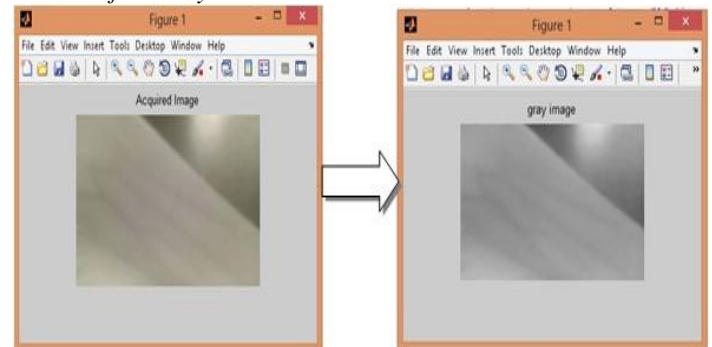 Figure 1
File Edit View Insert Tools Desktop Window Help
Acquired Image
Figure 1
File Edit View Insert Tools Desktop Window Help
gray image